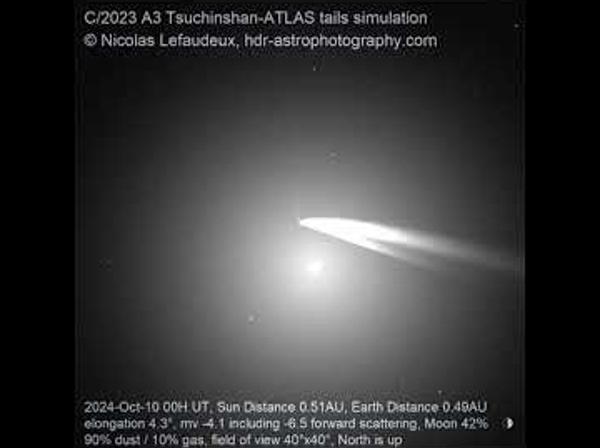 C/2023 A3 Tsuchinshan-ATLAS tails simulation
© Nicolas Lefaudeux, hdr-astrophotography.com
2024-Oct-10 00H UT, Sun Distance 0.51AU, Earth Distance 0.49AU
elongation 4.3°, mv -4.1 including -6.5 forward scattering, Moon 42%
90% dust / 10% gas, field of view 40°x40°, North is up